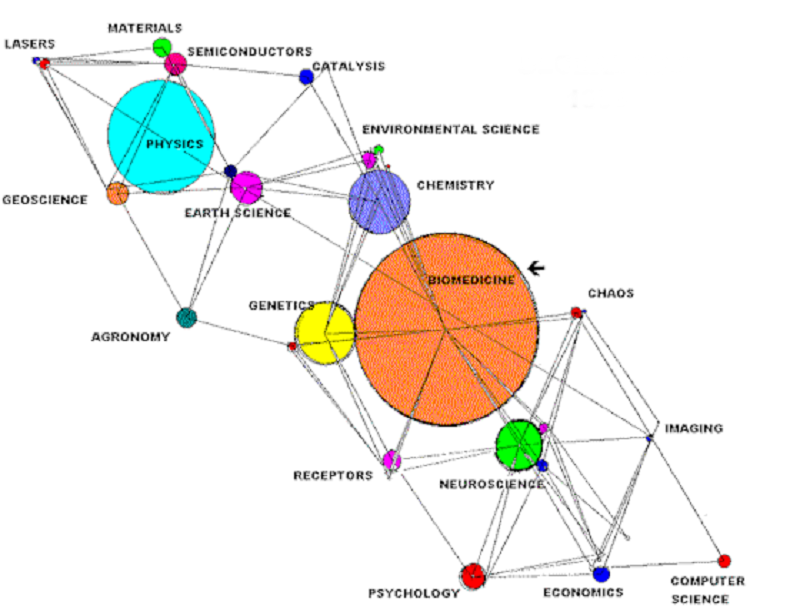 MATERIALS
LASERS
SEMICONDUCTORS
CATALYSIS
ENVIRONMENTAL SCIENCE
PHYSICS
CHEMISTRY
GEOSCIENCE
EARTH SCIENCE
BIOMEDICINE
CHAOS
GENETICS
AGRONOMY
IMAGING
RECEPTORS
NEUROSCIENCE
COMPUTER
SCIENCE
PSYCHOLOGY
ECONOMICS